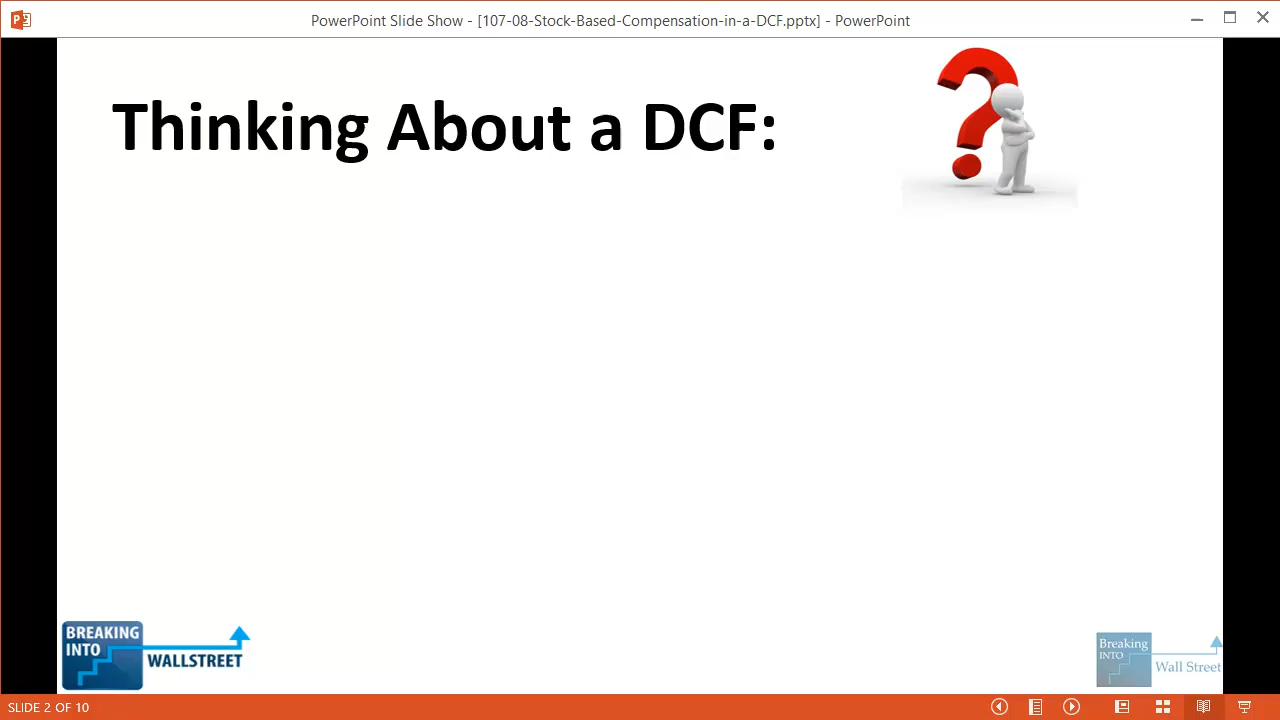 PowerPoint Slide Show - [107-08-Stock-Based-Compensation-in-a-DCF.pptx] - PowerPoint
Thinking About a DCF:
BREAKING
INTO
WALLSTREET
Breaking
INTO
Wall Street
SLIDE 2 OF 10